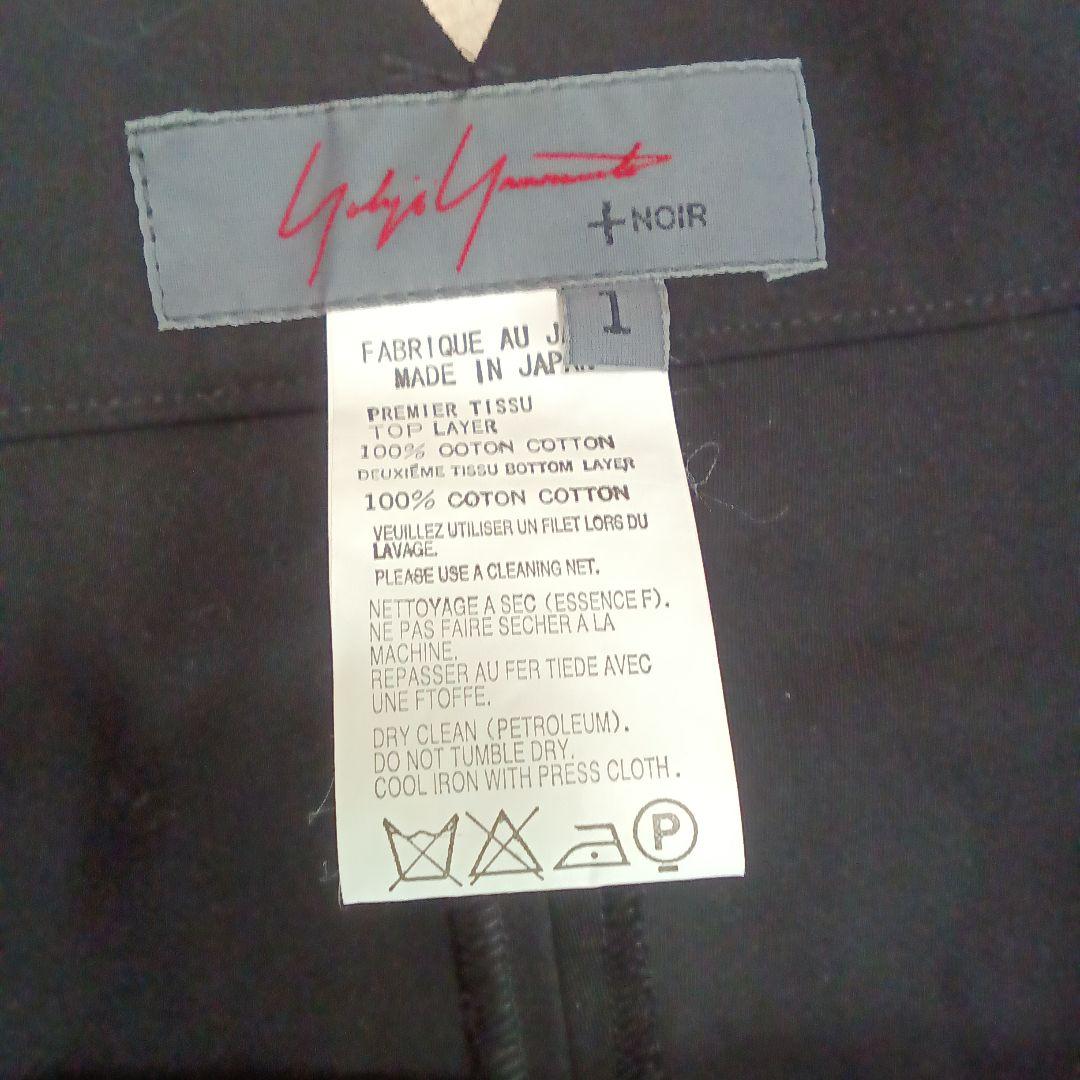 Yohji Yamamoto
+NOIR
1
FABRIQUE AU J
MADE IN JAPAN
PREMIER TISSU
TOP LAYER
100% COTON COTTON
DEUXIÉME TISSU BOTTOM LAYER
100% COTON COTTON
VEUILLEZ UTILISER UN FILET LORS DU
LAVAGE.
PLEASE USE A CLEANING NET.
NETTOYAGE A SEC (ESSENCE F).
NE PAS FAIRE SECHER A LA
MACHINE.
REPASSER AU FER TIEDE AVEC
UNE FTOFFE.
DRY CLEAN (PETROLEUM).
DO NOT TUMBLE DRY.
COOL IRON WITH PRESS CLOTH.
P